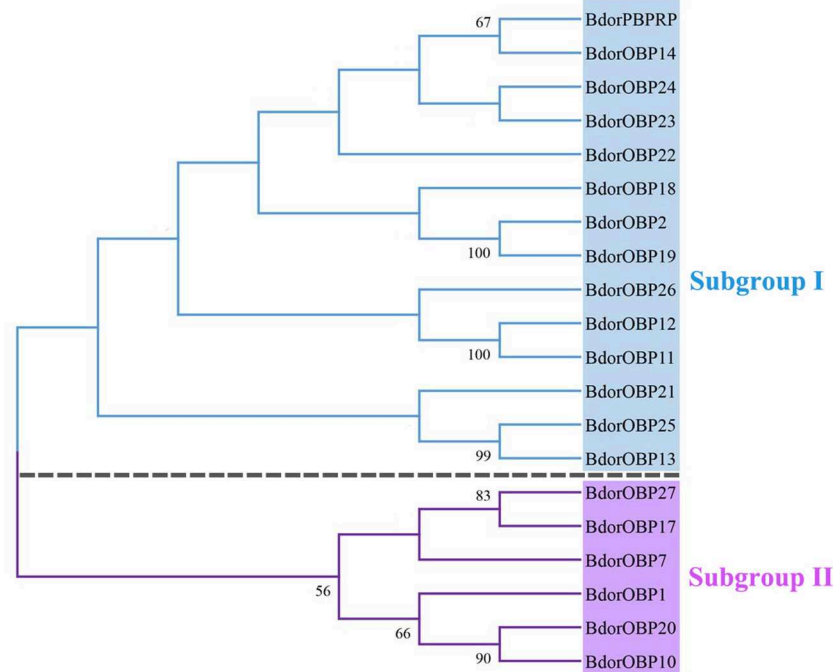 67
BdorPBPRP
BdorOBP14
BdorOBP24
BdorOBP23
BdorOBP22
BdorOBP18
BdorOBP2
100
BdorOBP19
Subgroup I
BdorOBP26
BdorOBP12
100
BdorOBP11
BdorOBP21
BdorOBP25
99
BdorOBP13
83
BdorOBP27
BdorOBP17
BdorOBP7
Subgroup II
56
BdorOBP1
66
BdorOBP20
90
BdorOBP10